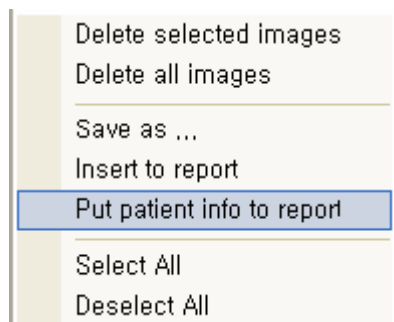 Delete selected images
Delete all images
Save as ...
Insert to report
Put patient info to report
Select All
Deselect All